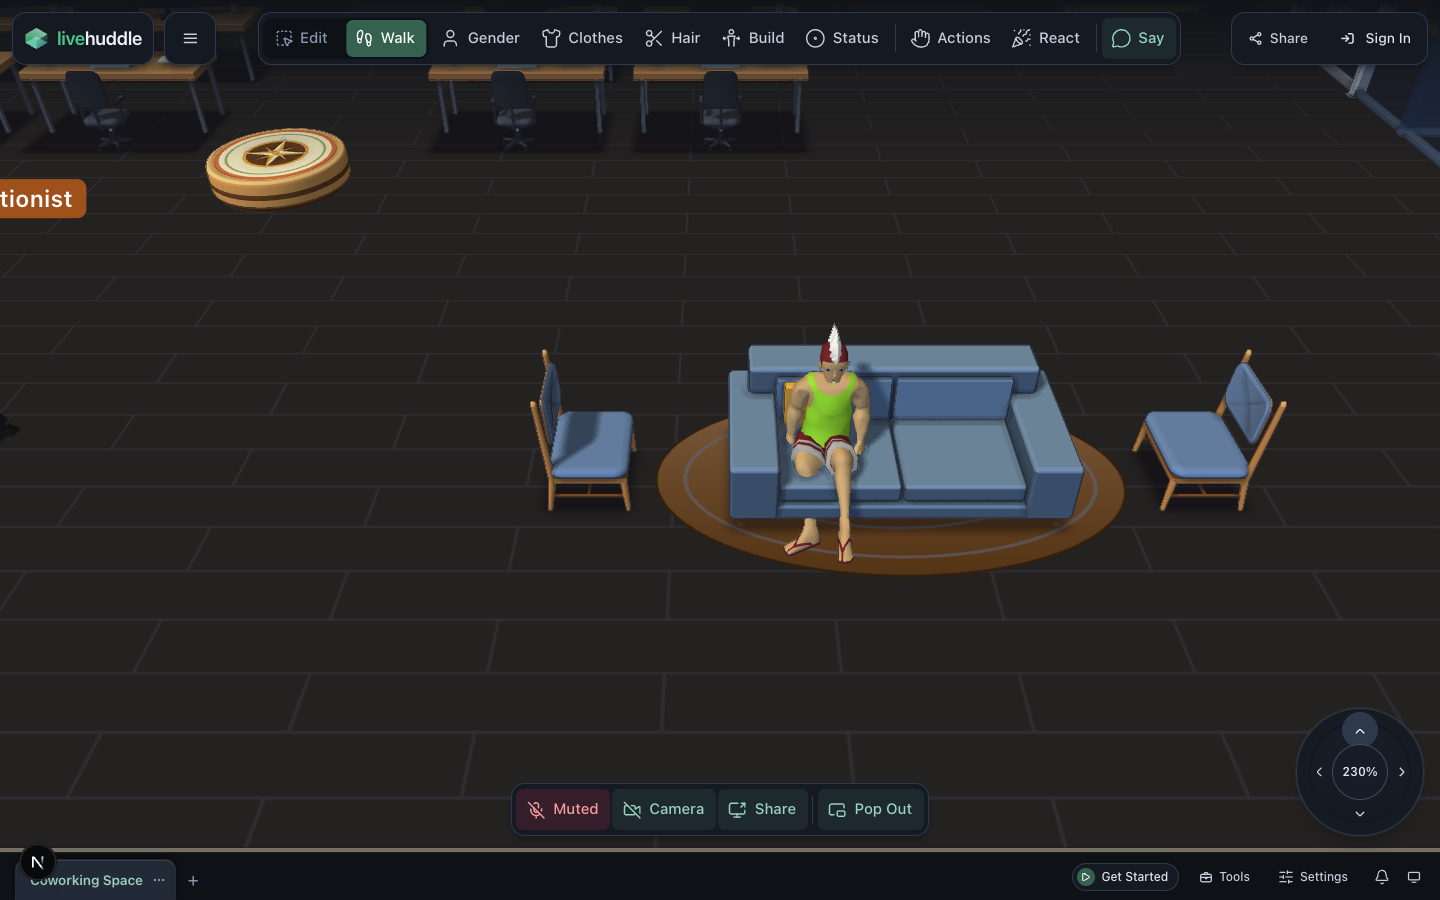 livehuddle
Edit
Walk
Gender
Clothes
Hair
Build
Status
Actions
React
Say
Share
Sign In
tionist
230%
Muted
Camera
Share
Pop Out
N
Coworking Space
Get Started
Tools
Settings